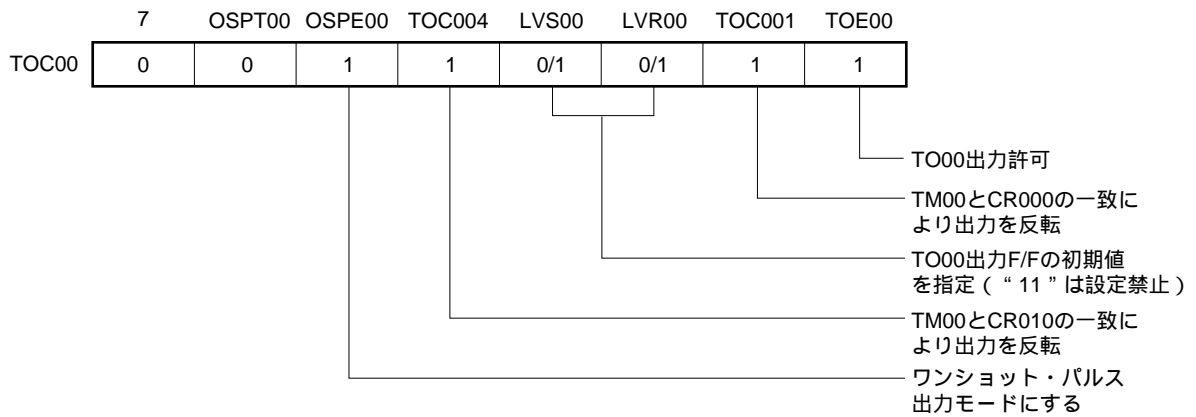 7 OSPT00 OSPE00 TOC004 LVS00 LVR00 TOC001 TOE00
TOC00 0 0 1 1 0/1 0/1 1 1
TO00出力許可
TM00とCR000の一致に
より出力を反転
TO00出力F/Fの初期値
を指定（“11”は設定禁止）
TM00とCR010の一致に
より出力を反転
ワンショット・パルス
出力モードにする